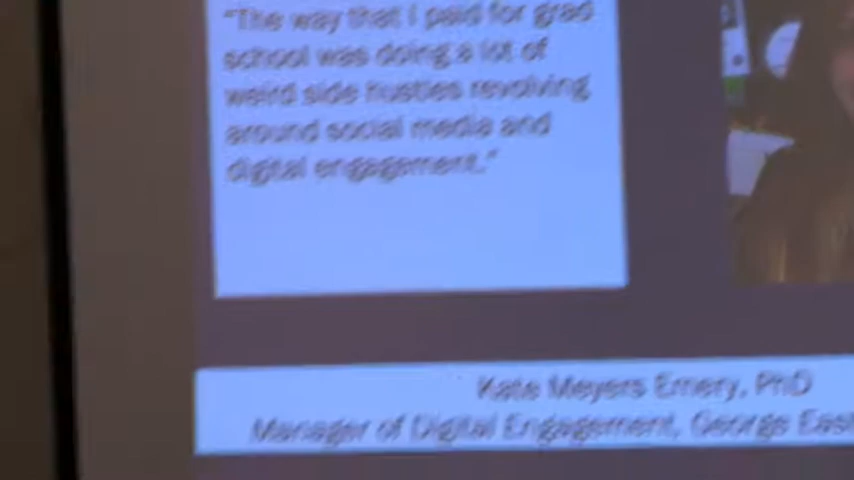 "The way that I paid for grad
school was doing a lot of
weird side hustles revolving
around social media and
digital engagement."
Kate Meyers Emery, PhD
Manager of Digital Engagement, George East